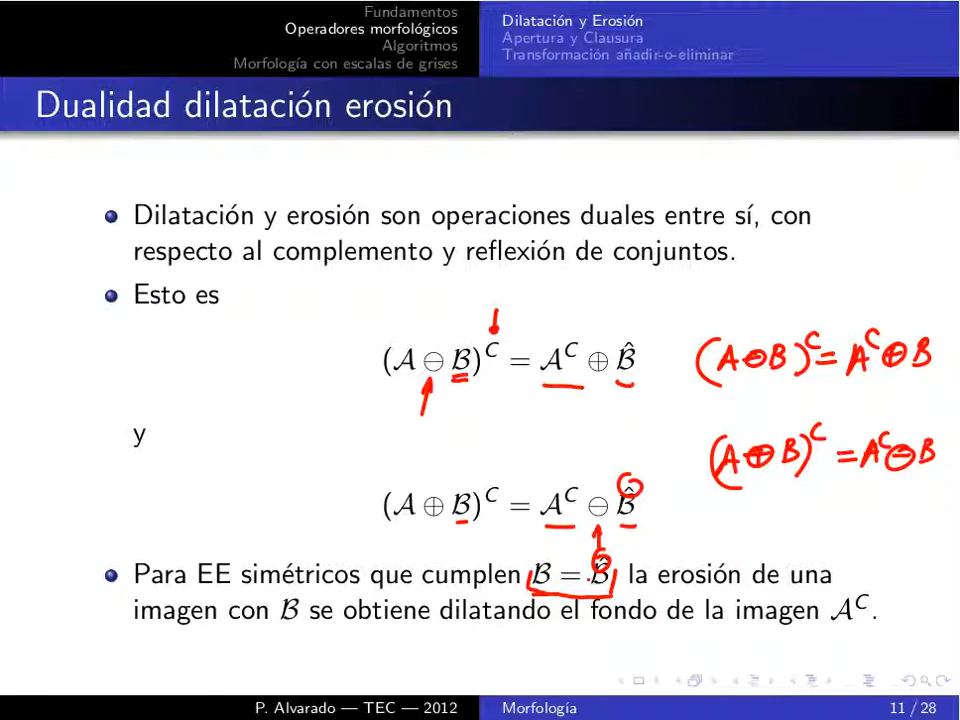 Fundamentos
Operadores morfológicos
Algoritmos
Morfología con escalas de grises
Dilatación y Erosión
Apertura y Clausura
Transformación añadir-o-eliminar
Dualidad dilatación erosión
Dilatación y erosión son operaciones duales entre sí, con
respecto al complemento y reflexión de conjuntos.
Esto es
(A ⊖ B)^C = A^C ⊕ B̂
(A⊖B)^C = A^C ⊕ B
y
(A⊕B)^C = A^C ⊖ B
(A ⊕ B)^C = A^C ⊖ B̂
Para EE simétricos que cumplen B = B̂, la erosión de una
imagen con B se obtiene dilatando el fondo de la imagen A^C.
P. Alvarado — TEC — 2012
Morfología
11 / 28